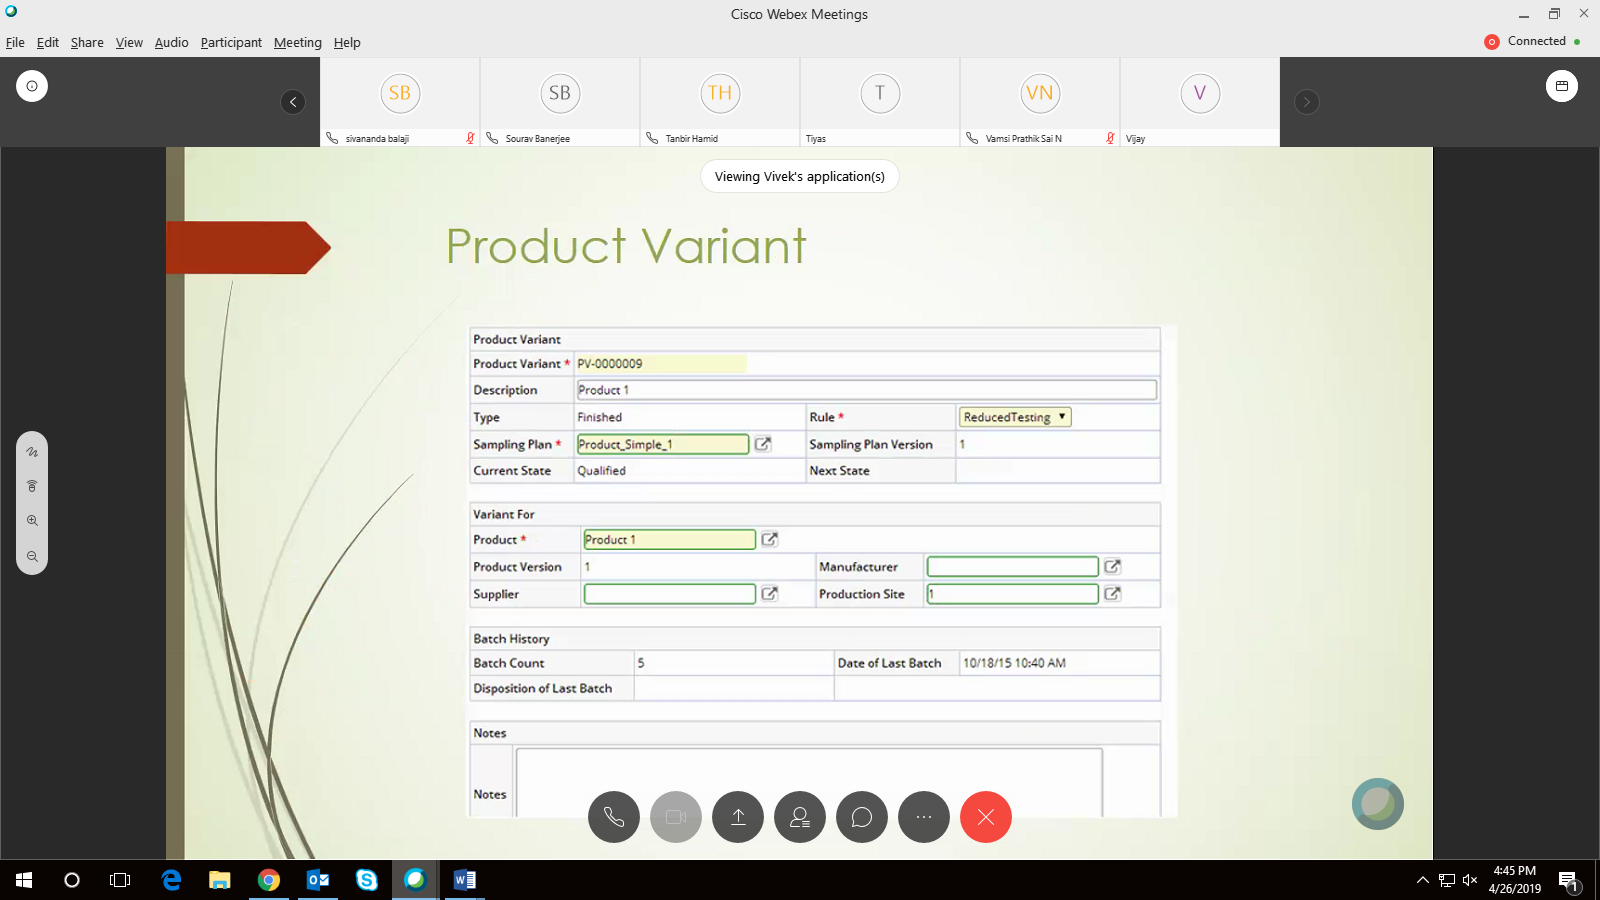 Cisco Webex Meetings
File Edit Share View Audio Participant Meeting Help
Connected
SB SB TH T VN V
sivananda balaji Sourav Banerjee Tanbir Hamid Tiyas Vamsi Prathik Sai N Vijay
Viewing Vivek's application(s)
Product Variant
Product Variant
Product Variant * PV-0000009
Description Product 1
Type Finished Rule * ReducedTesting
Sampling Plan * Product_Simple_1 Sampling Plan Version 1
Current State Qualified Next State
Variant For
Product * Product 1
Product Version 1 Manufacturer
Supplier Production Site 1
Batch History
Batch Count 5 Date of Last Batch 10/18/15 10:40 AM
Disposition of Last Batch
Notes
Notes
4:45 PM
4/26/2019
1